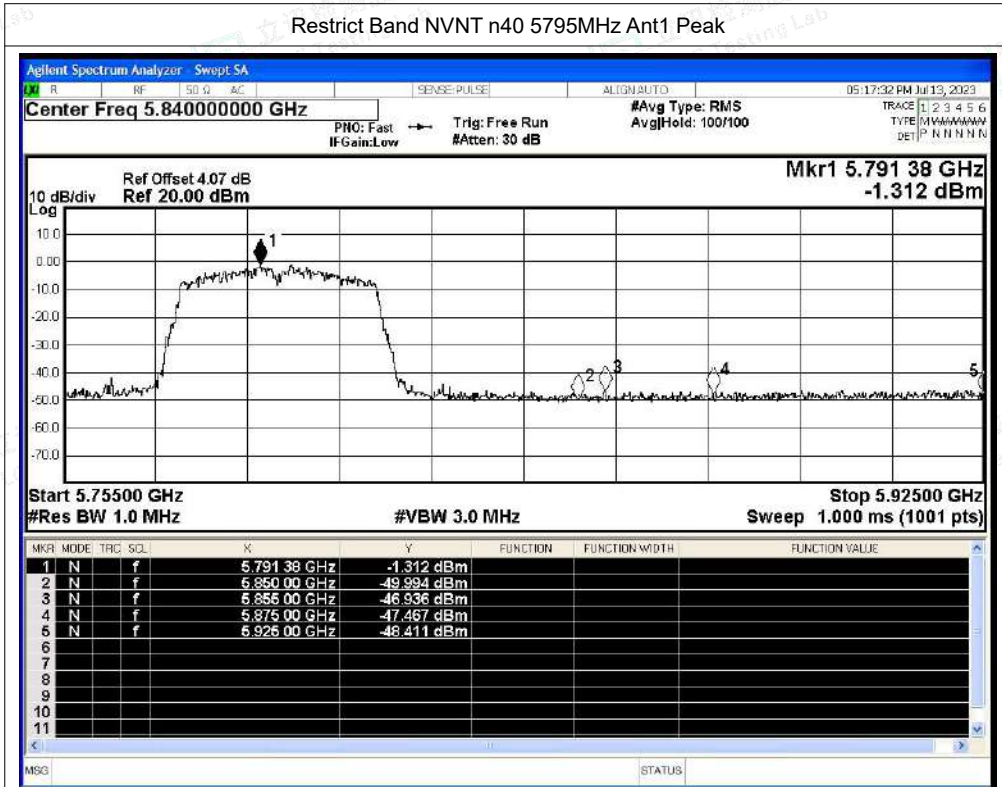 Restrict Band NVNT n40 5795MHz Ant1 Peak
Agilent Spectrum Analyzer - Swept SA
R RF 50 Ω AC SENSE:PULSE ALIGN AUTO 05:17:32 PM Jul 13, 2023
Center Freq 5.840000000 GHz #Avg Type: RMS TRACE 1 2 3 4 5 6
PNO: Fast Trig: Free Run Avg|Hold: 100/100 TYPE M
IFGain:Low #Atten: 30 dB DET P N N N N N
Mkr1 5.791 38 GHz
Ref Offset 4.07 dB
10 dB/div Ref 20.00 dBm -1.312 dBm
Log
10.0
0.00
-10.0
-20.0
-30.0
-40.0
-50.0
-60.0
-70.0
1
2
3
4
5
Start 5.75500 GHz Stop 5.92500 GHz
#Res BW 1.0 MHz #VBW 3.0 MHz Sweep 1.000 ms (1001 pts)
MKR MODE TRC SCL X Y FUNCTION FUNCTION WIDTH FUNCTION VALUE
1 N f 5.791 38 GHz -1.312 dBm
2 N f 5.850 00 GHz -49.994 dBm
3 N f 5.855 00 GHz -46.936 dBm
4 N f 5.875 00 GHz -47.467 dBm
5 N f 5.925 00 GHz -48.411 dBm
6
7
8
9
10
11
MSG STATUS